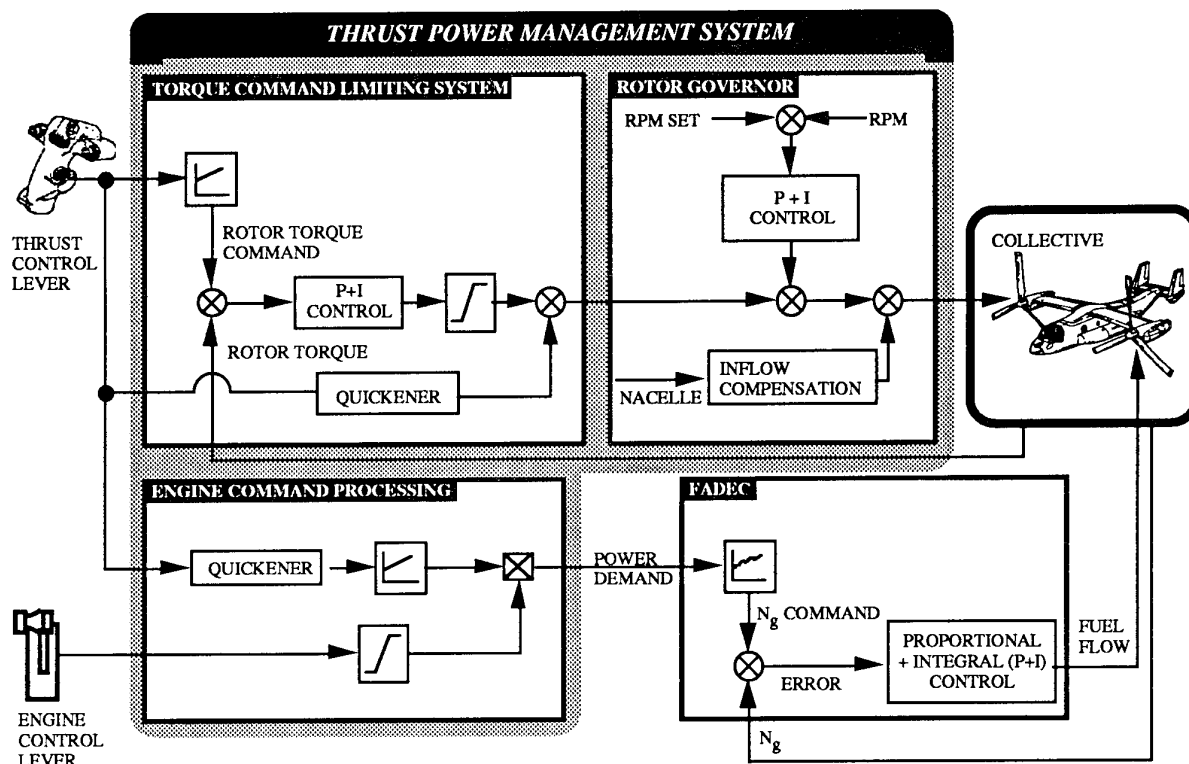 THRUST POWER MANAGEMENT SYSTEM
TORQUE COMMAND LIMITING SYSTEM
ROTOR GOVERNOR
RPM SET
RPM
P + I
CONTROL
THRUST
CONTROL
LEVER
ROTOR TORQUE
COMMAND
P+I
CONTROL
ROTOR TORQUE
QUICKENER
NACELLE
INFLOW
COMPENSATION
COLLECTIVE
ENGINE COMMAND PROCESSING
QUICKENER
POWER
DEMAND
FADEC
Ng COMMAND
ERROR
PROPORTIONAL
+ INTEGRAL (P+I)
CONTROL
FUEL
FLOW
Ng
ENGINE
CONTROL
LEVER